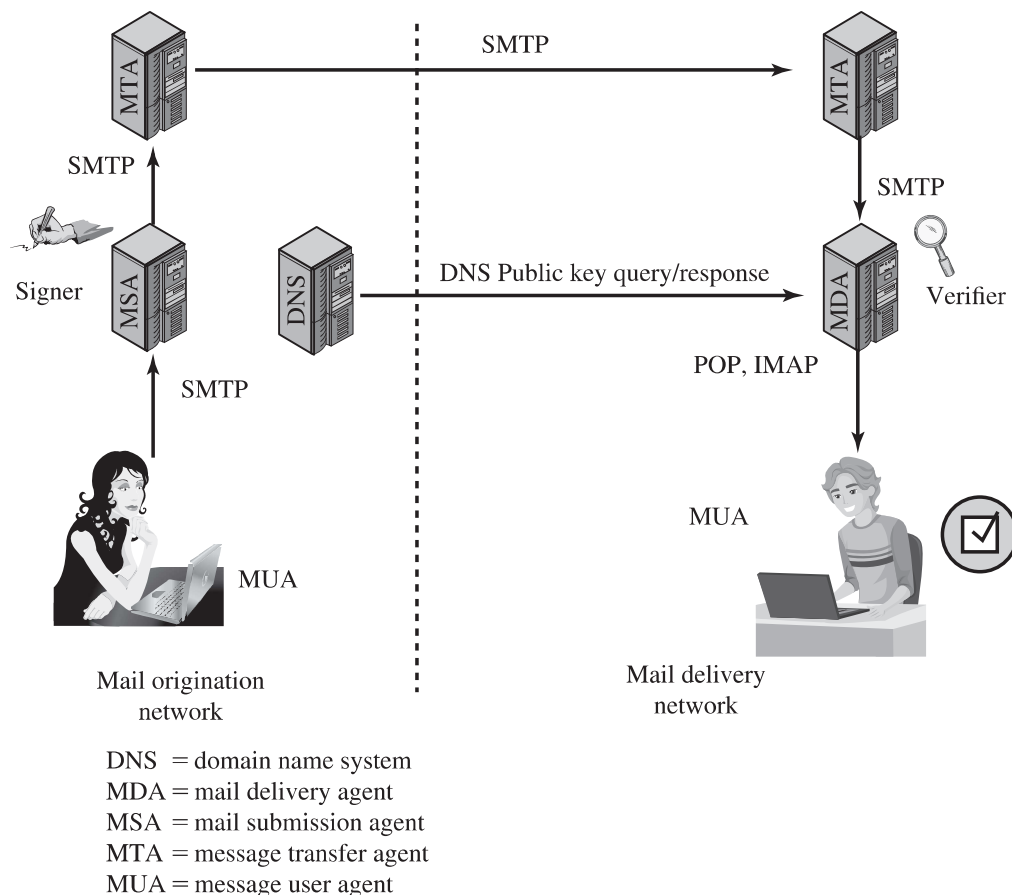 SMTP
MTA
MTA
SMTP
SMTP
Signer
MSA
DNS
DNS Public key query/response
MDA
Verifier
POP, IMAP
SMTP
MUA
MUA
Mail origination
network
Mail delivery
network
DNS = domain name system
MDA = mail delivery agent
MSA = mail submission agent
MTA = message transfer agent
MUA = message user agent